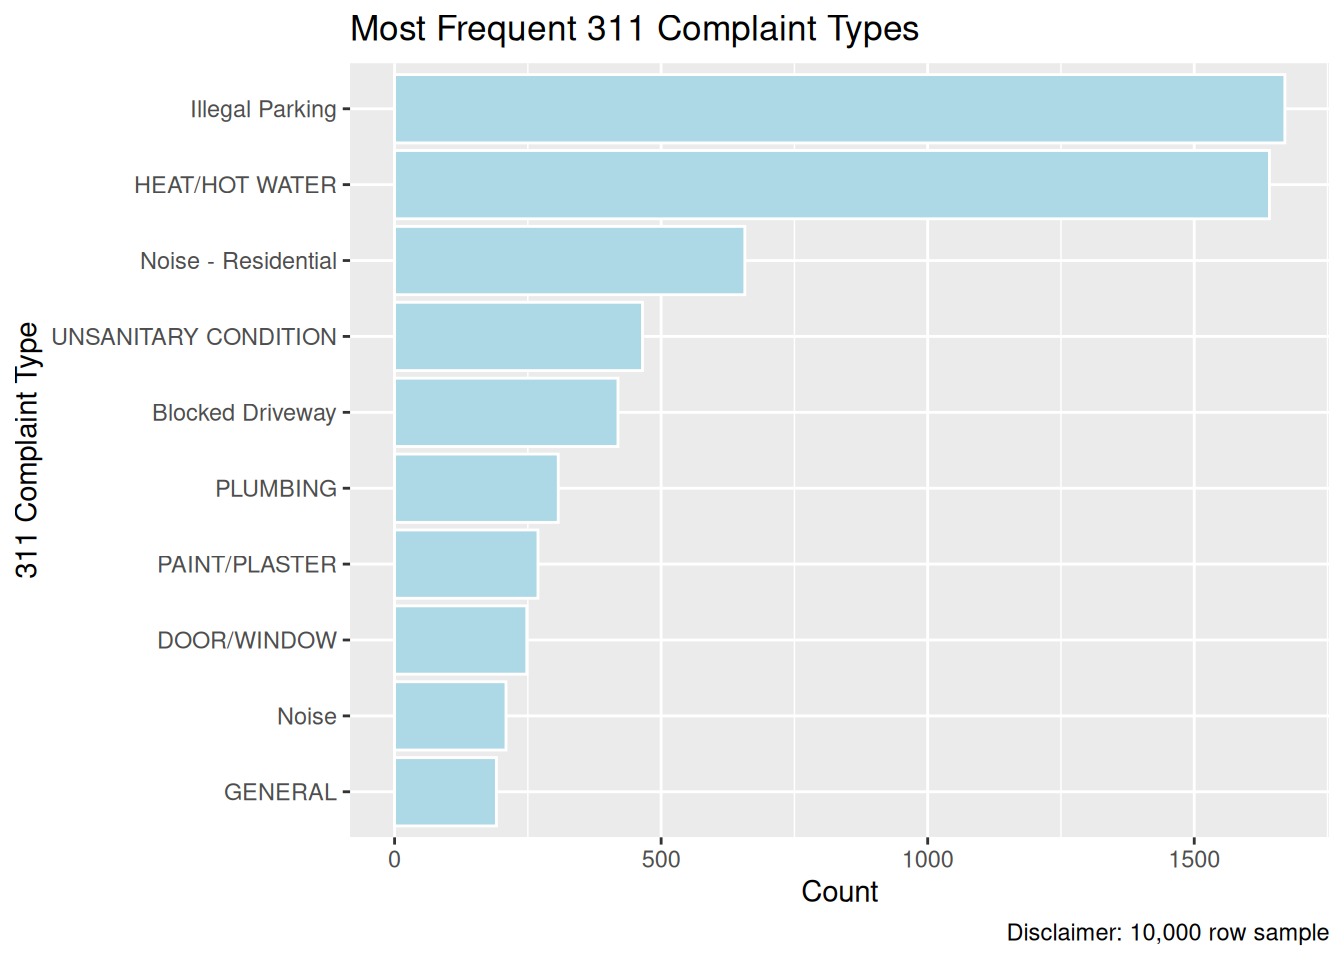 Most Frequent 311 Complaint Types
311 Complaint Type
Illegal Parking
HEAT/HOT WATER
Noise - Residential
UNSANITARY CONDITION
Blocked Driveway
PLUMBING
PAINT/PLASTER
DOOR/WINDOW
Noise
GENERAL
0 500 1000 1500
Count
Disclaimer: 10,000 row sample